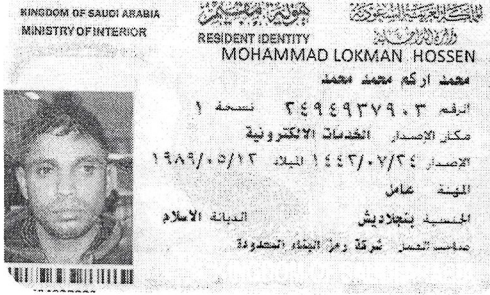 KINGDOM OF SAUDI ARABIA
MINISTRY OF INTERIOR
هوية مقيم
المملكة العربية السعودية
وزارة الداخلية
RESIDENT IDENTITY
MOHAMMAD LOKMAN HOSSEN
محمد اركم محمد محمد
الرقم ٢٤٩٤٩٣٧٩٠٣ نسخة ١
مكان الإصدار الخدمات الالكترونية
الإصدار ١٤٤٢/٠٧/٢٤ الميلاد ١٩٨٩/٠٥/١٢
المهنة عامل
الجنسية بنجلاديش الديانة الأسلام
صاحب العمل شركة رمز البناء المحدودة